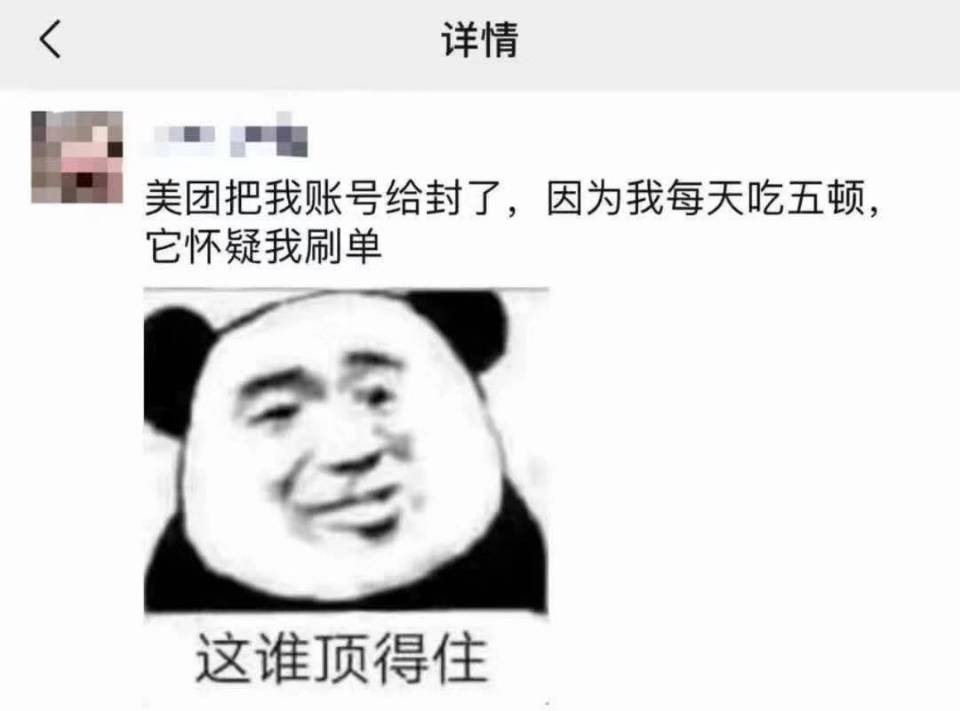 详情
美团把我账号给封了，因为我每天吃五顿，
它怀疑我刷单
这谁顶得住